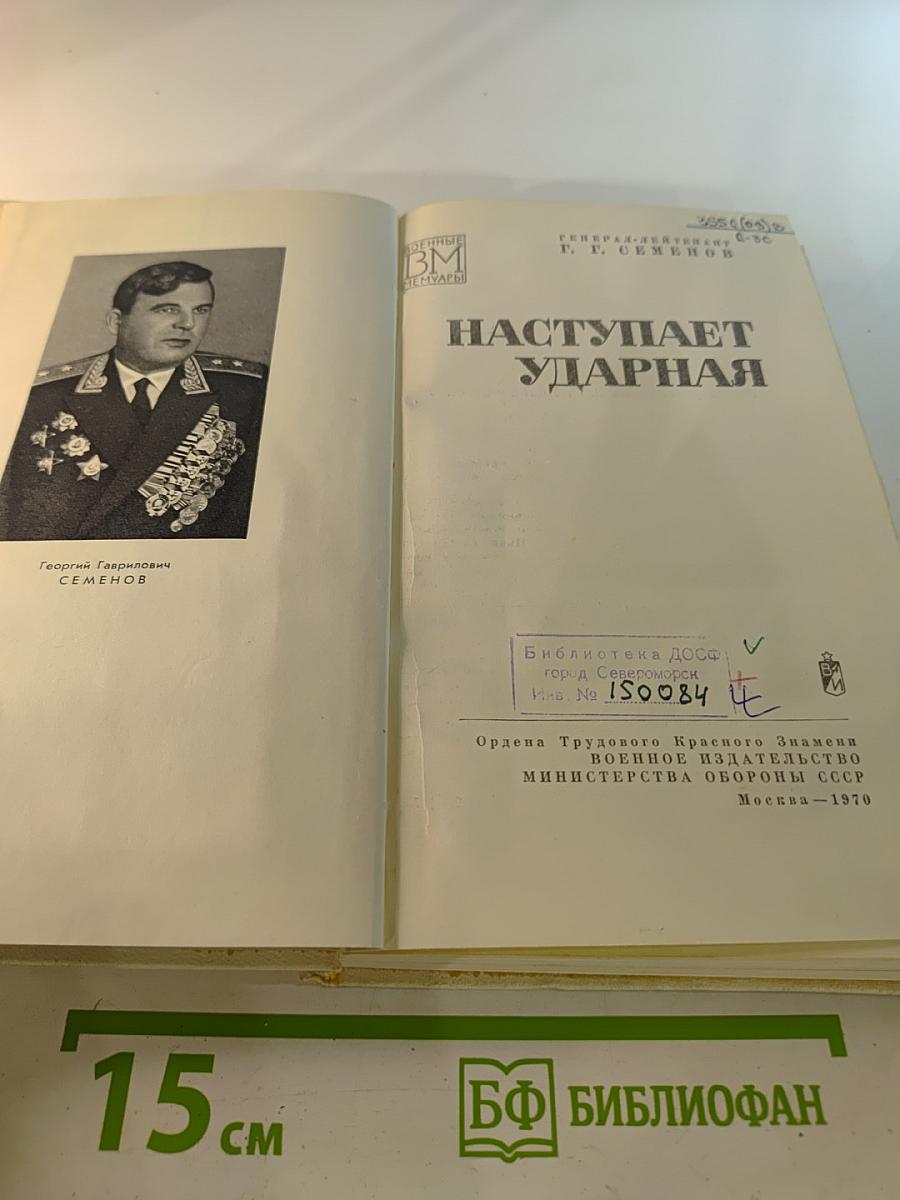 Георгий Гаврилович
СЕМЕНОВ
ВОЕННЫЕ
ВМ
МЕМУАРЫ
ГЕНЕРАЛ-ЛЕЙТЕНАНТ
Г. Г. СЕМЕНОВ
НАСТУПАЕТ
УДАРНАЯ
Библиотека ДОСФ
город Североморск
Инв. № 150084
Ордена Трудового Красного Знамени
ВОЕННОЕ ИЗДАТЕЛЬСТВО
МИНИСТЕРСТВА ОБОРОНЫ СССР
Москва—1970
15 см
БФ БИБЛИОФАН